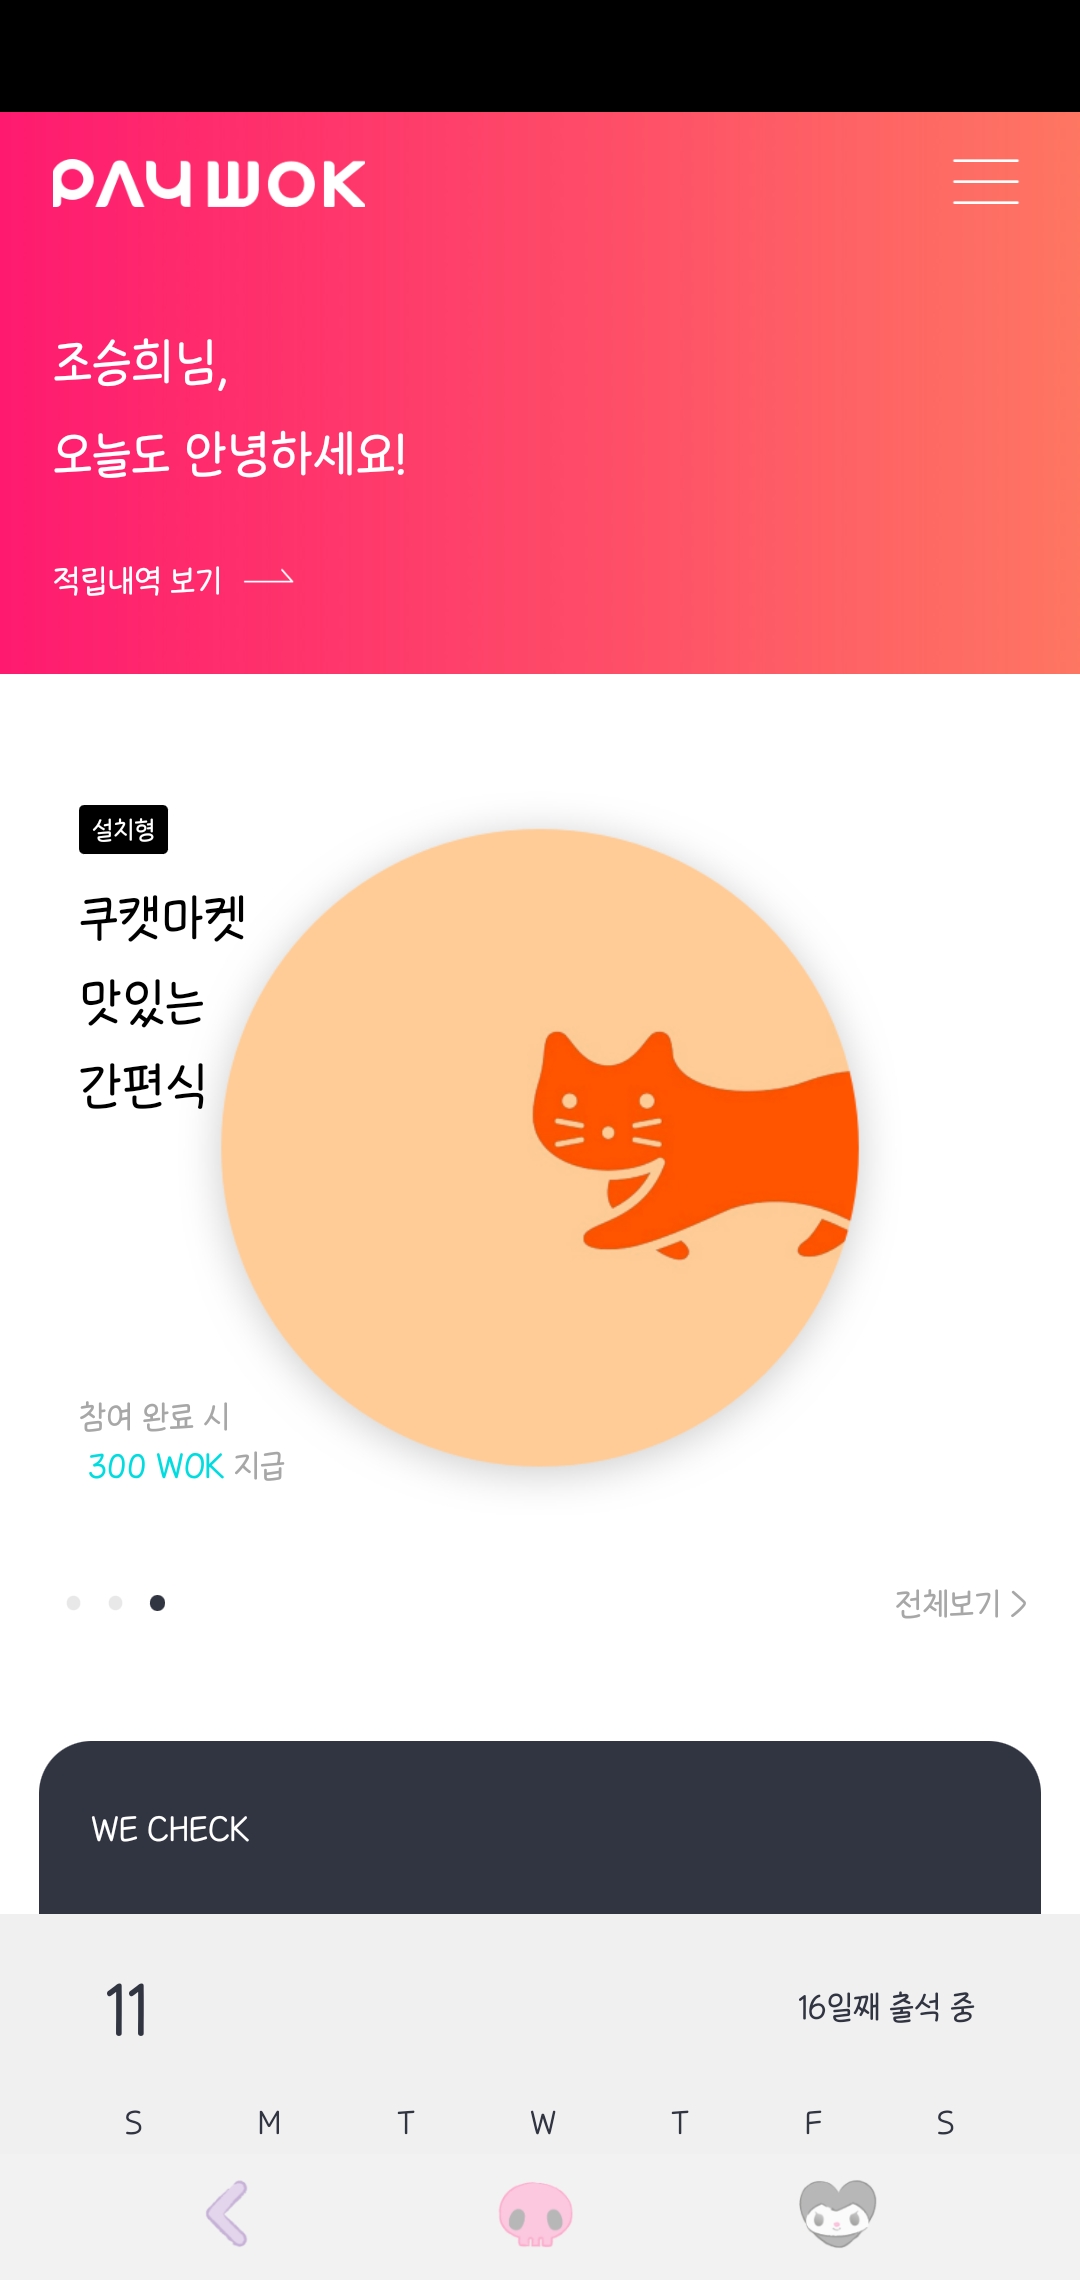 PAY WOK
조승희님,
오늘도 안녕하세요!
적립내역 보기
설치형
쿠캣마켓
맛있는
간편식
참여 완료 시
300 WOK 지급
전체보기
WE CHECK
11
16일째 출석 중
S M T W T F S